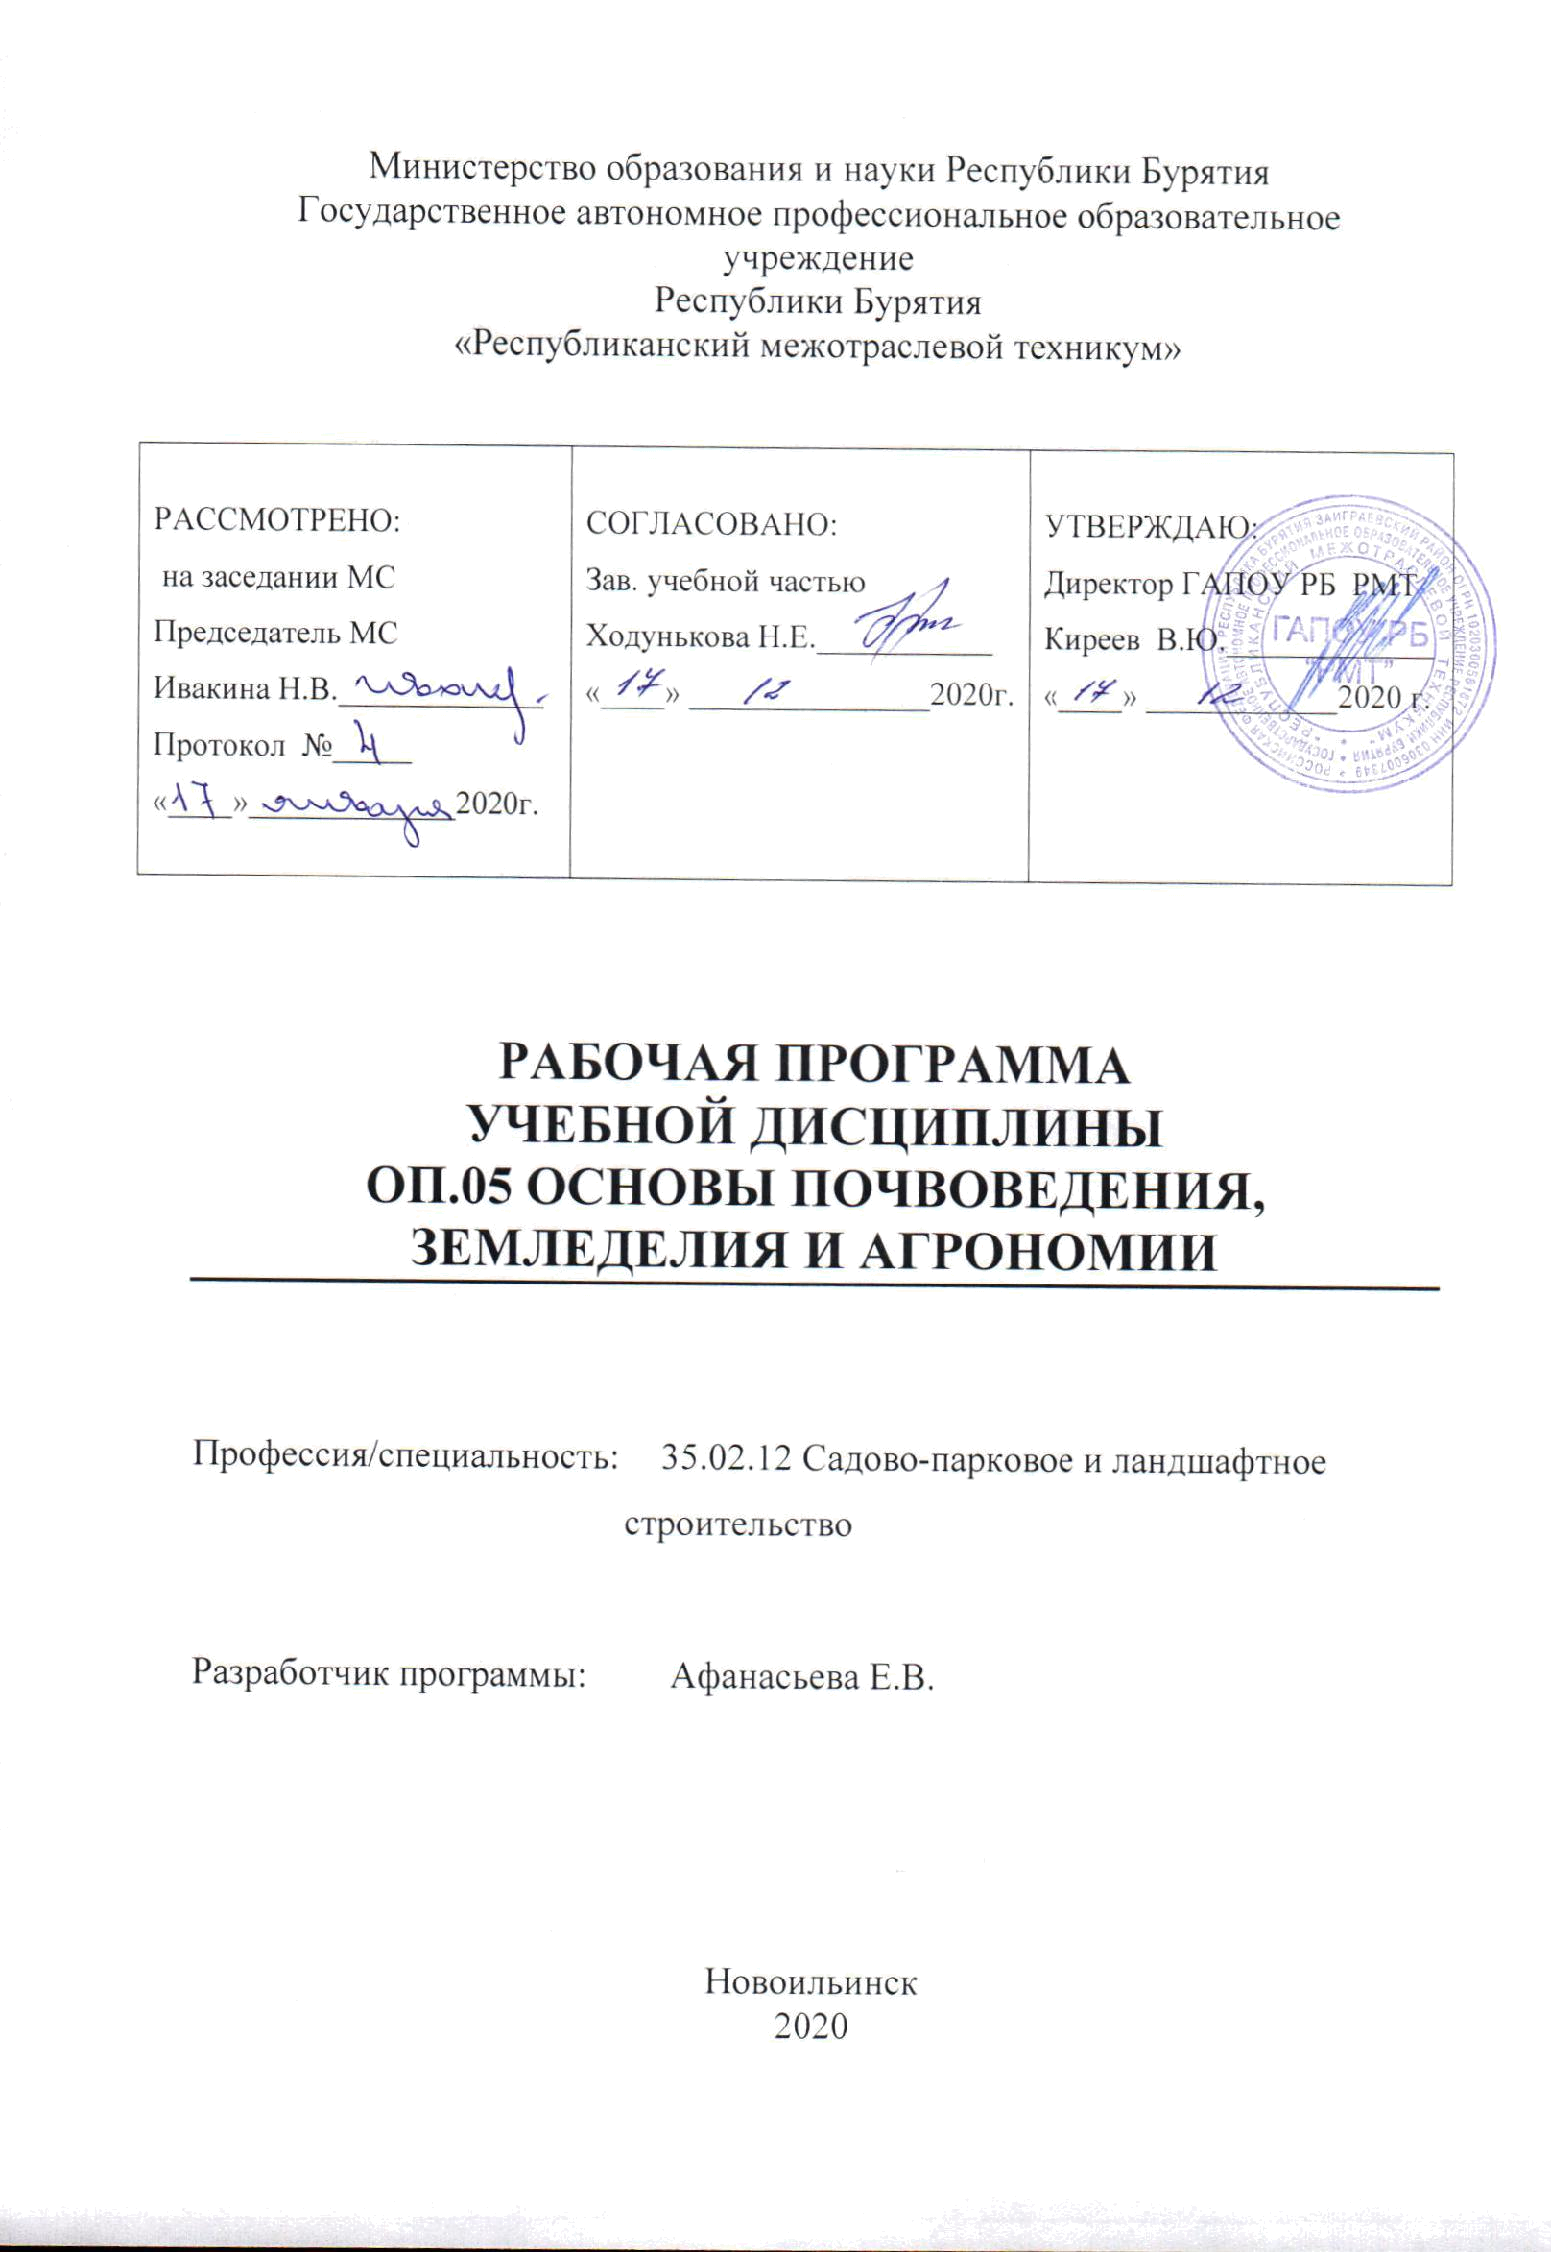 Министерство образования и науки Республики Бурятия
Государственное автономное профессиональное образовательное
учреждение
Республики Бурятия
«Республиканский межотраслевой техникум»
РАССМОТРЕНО:
на заседании МС
Председатель МС
Ивакина Н.В.
Протокол №4
«17» января 2020г.
СОГЛАСОВАНО:
Зав. учебной частью
Ходунькова Н.Е.
«17» 12 2020г.
УТВЕРЖДАЮ:
Директор ГАПОУ РБ РМТ
Киреев В.Ю.
«17» 12 2020 г.
ГАПОУ РБ
"РМТ"
РАБОЧАЯ ПРОГРАММА
УЧЕБНОЙ ДИСЦИПЛИНЫ
ОП.05 ОСНОВЫ ПОЧВОВЕДЕНИЯ,
ЗЕМЛЕДЕЛИЯ И АГРОНОМИИ
Профессия/специальность: 35.02.12 Садово-парковое и ландшафтное
строительство
Разработчик программы: Афанасьева Е.В.
Новоильинск
2020